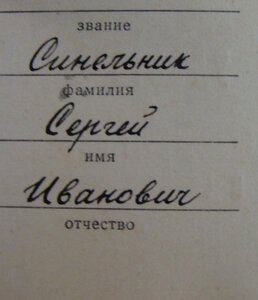 звание
Синельник
фамилия
Сергей
имя
Иванович
отчество